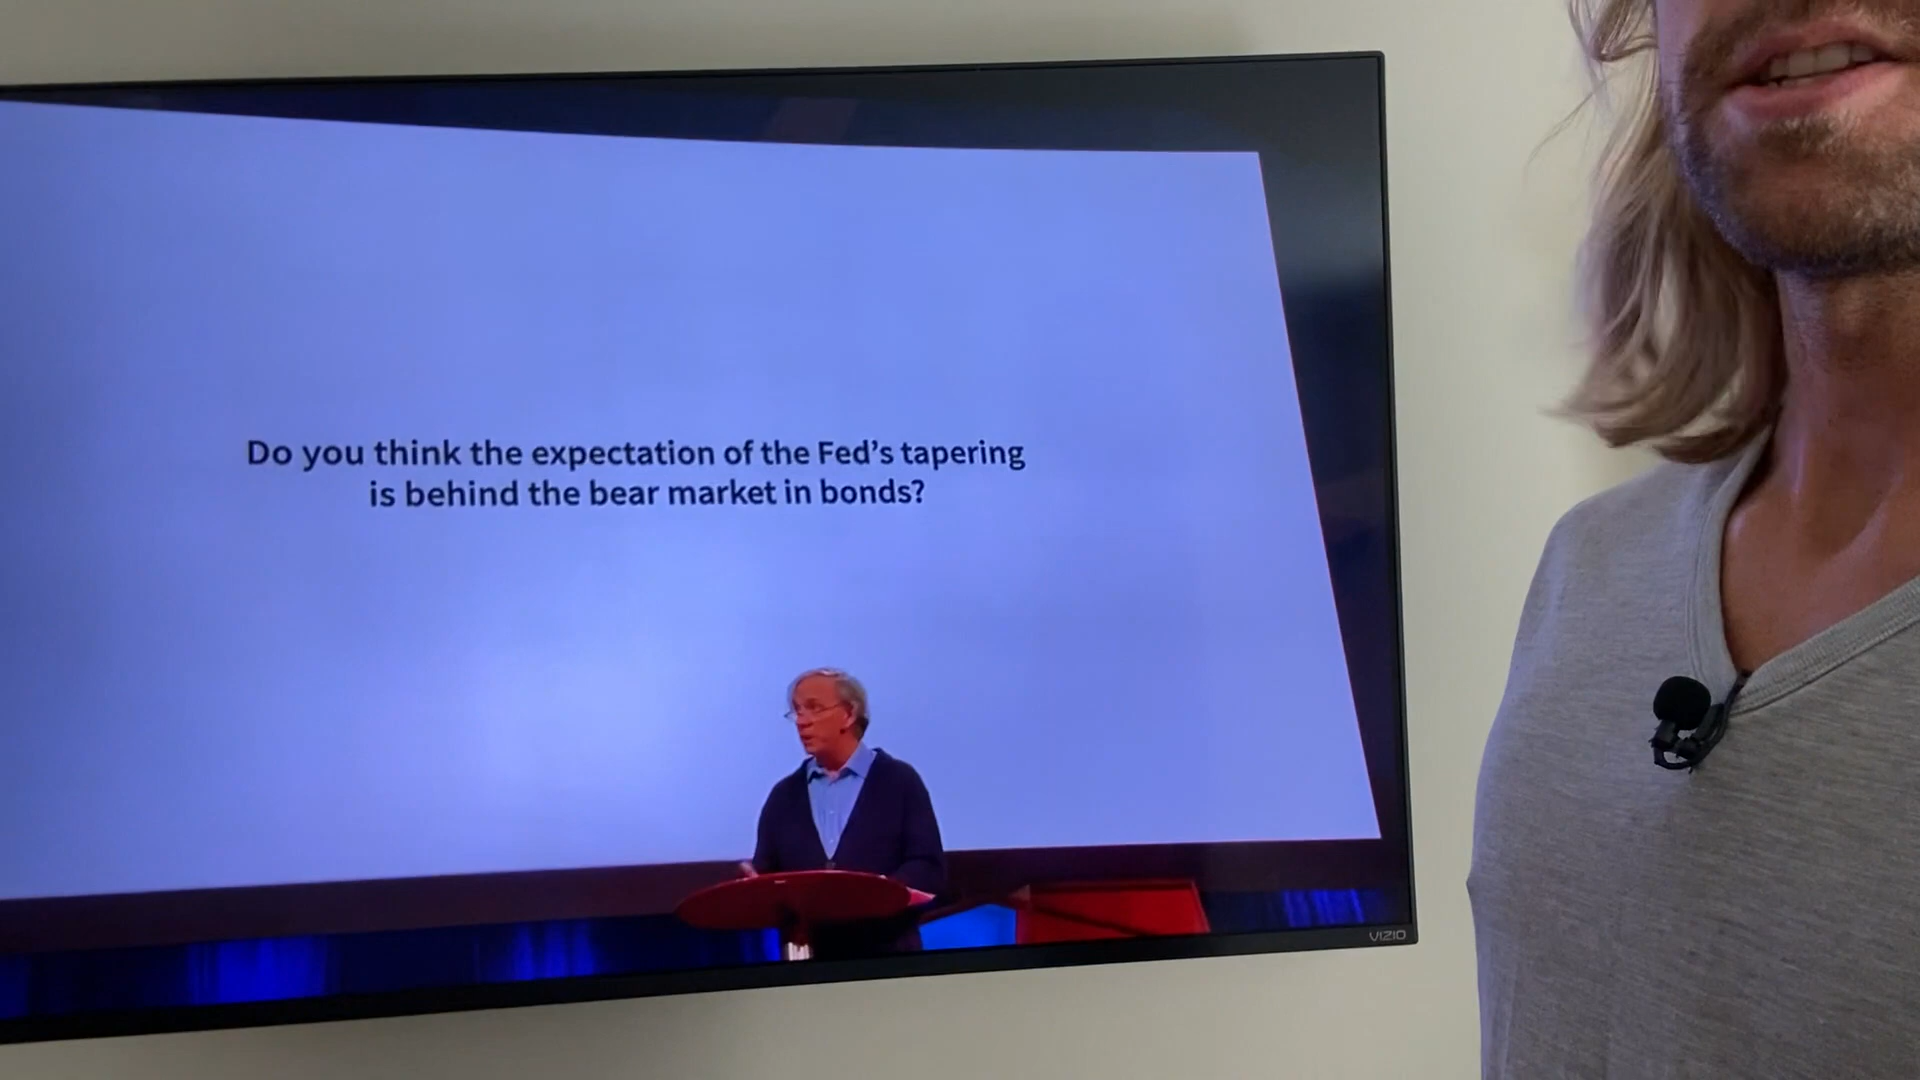 Do you think the expectation of the Fed's tapering
is behind the bear market in bonds?
VIZIO